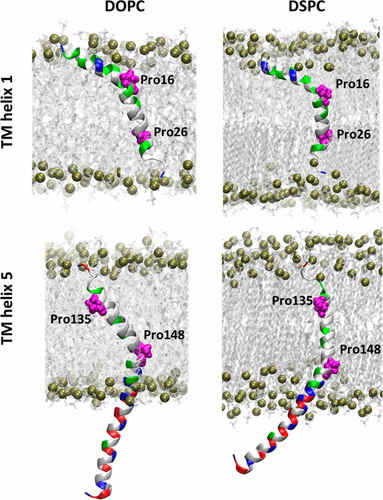 DOPC
DSPC
TM helix 1
Pro16
Pro26
Pro16
Pro26
TM helix 5
Pro135
Pro148
Pro135
Pro148